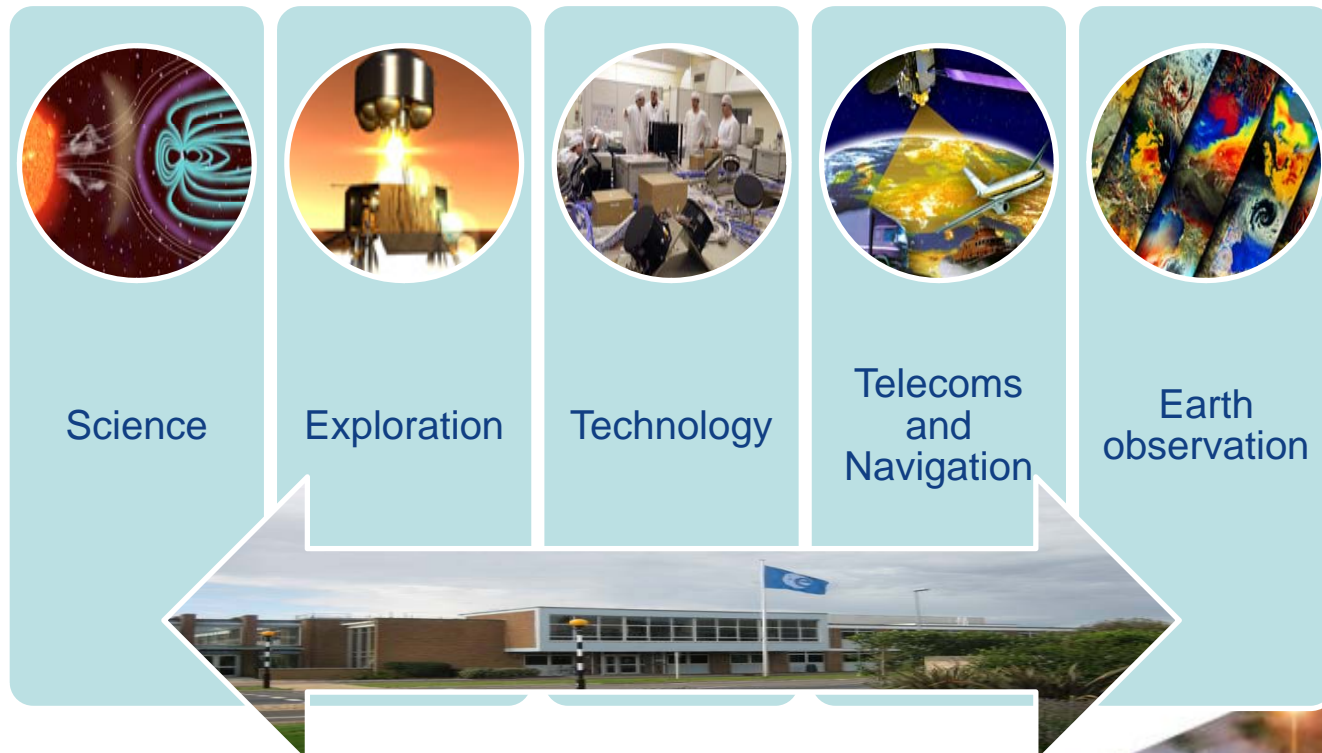 Science
Exploration
Technology
Telecoms
and
Navigation
Earth
observation